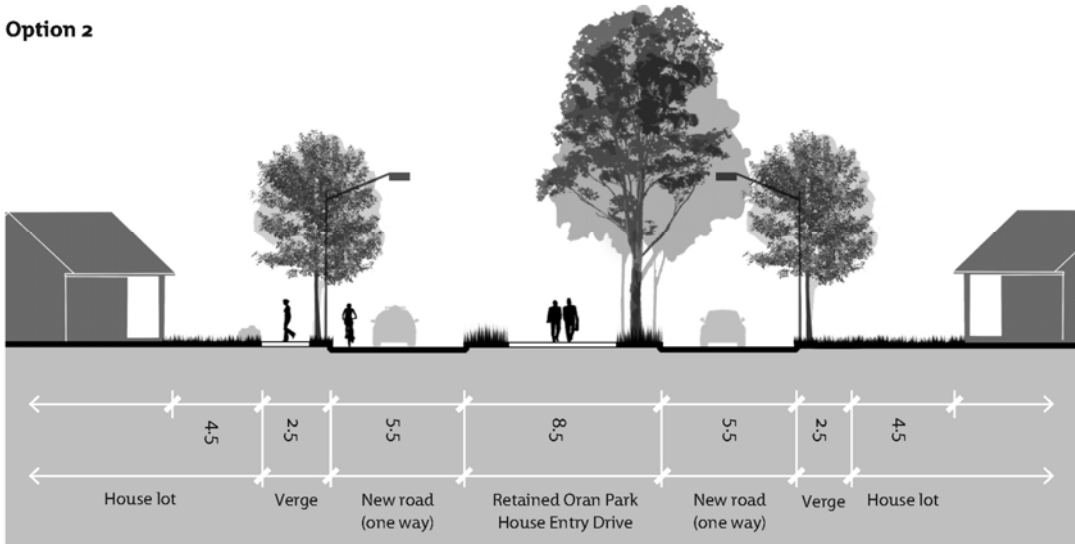 Option 2
4.5
2.5
5.5
8.5
5.5
2.5
4.5
House lot
Verge
New road
(one way)
Retained Oran Park
House Entry Drive
New road
(one way)
Verge
House lot